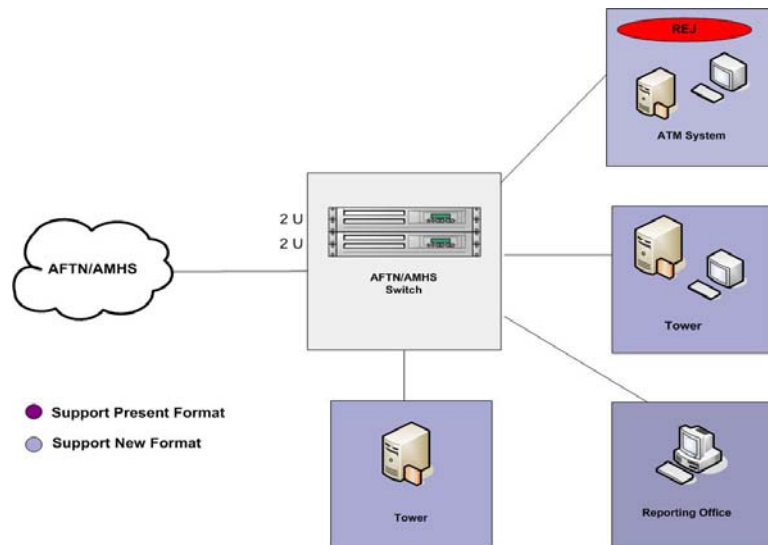 REJ
ATM System
2 U
2 U
AFTN/AMHS
AFTN/AMHS
Switch
Tower
Support Present Format
Support New Format
Tower
Reporting Office